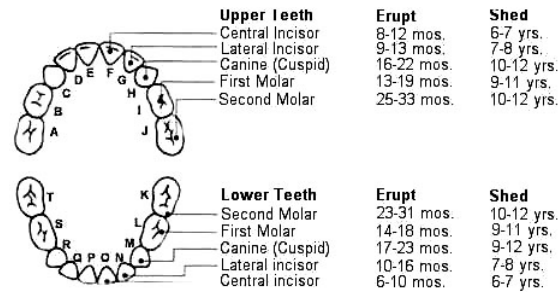 Upper Teeth Erupt Shed
Central Incisor 8-12 mos. 6-7 yrs.
Lateral Incisor 9-13 mos. 7-8 yrs.
Canine (Cuspid) 16-22 mos. 10-12 yrs.
First Molar 13-19 mos. 9-11 yrs.
Second Molar 25-33 mos. 10-12 yrs.
A B C D E F G H I J
Lower Teeth Erupt Shed
Second Molar 23-31 mos. 10-12 yrs.
First Molar 14-18 mos. 9-11 yrs.
Canine (Cuspid) 17-23 mos. 9-12 yrs.
Lateral incisor 10-16 mos. 7-8 yrs.
Central incisor 6-10 mos. 6-7 yrs.
T S R Q P O N M L K